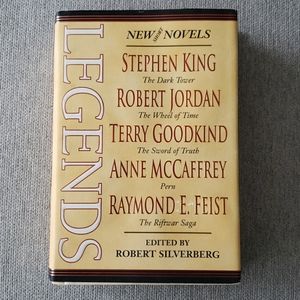 LEGENDS
NEW SHORT NOVELS
STEPHEN KING
The Dark Tower
ROBERT JORDAN
The Wheel of Time
TERRY GOODKIND
The Sword of Truth
ANNE McCAFFREY
Pern
RAYMOND E. FEIST
The Riftwar Saga
EDITED BY
ROBERT SILVERBERG